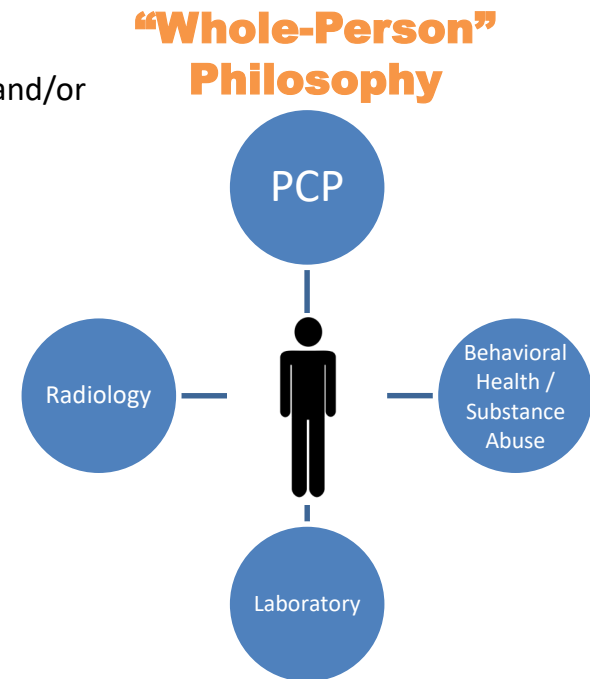 “Whole-Person”
Philosophy
and/or
PCP
Radiology
Behavioral
Health /
Substance
Abuse
Laboratory